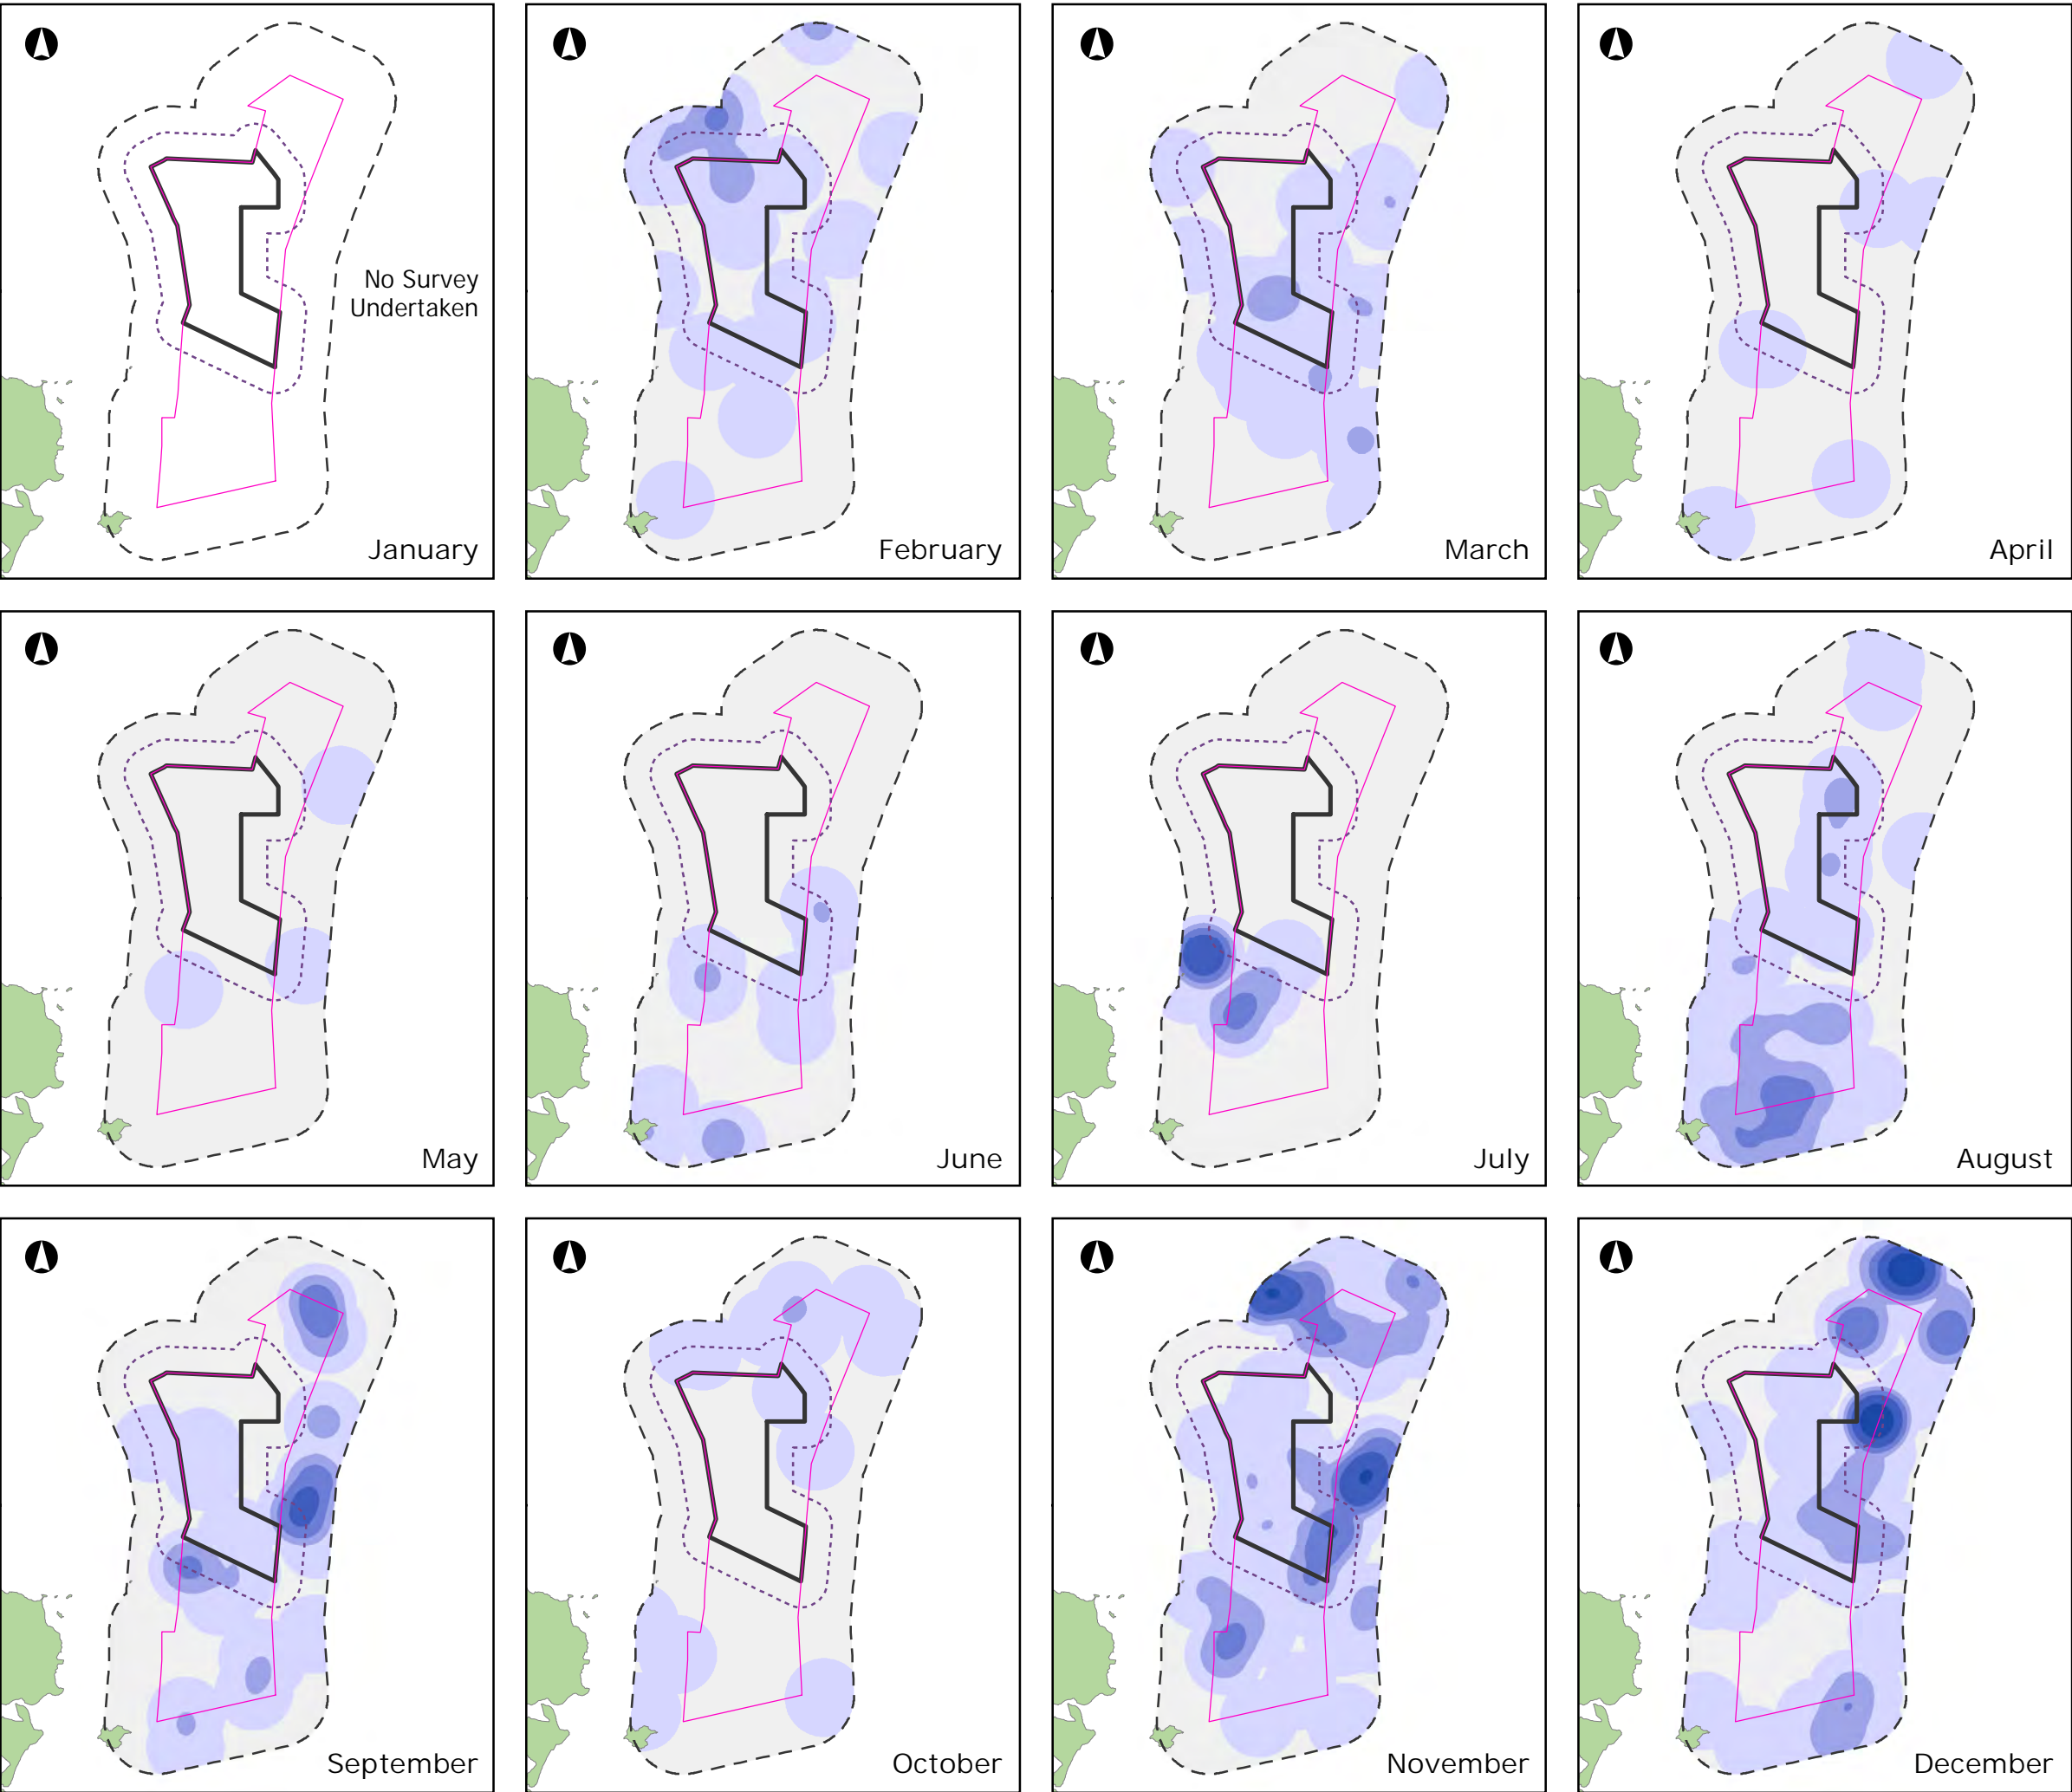 No Survey
Undertaken
January
February
March
April
May
June
July
August
September
October
November
December